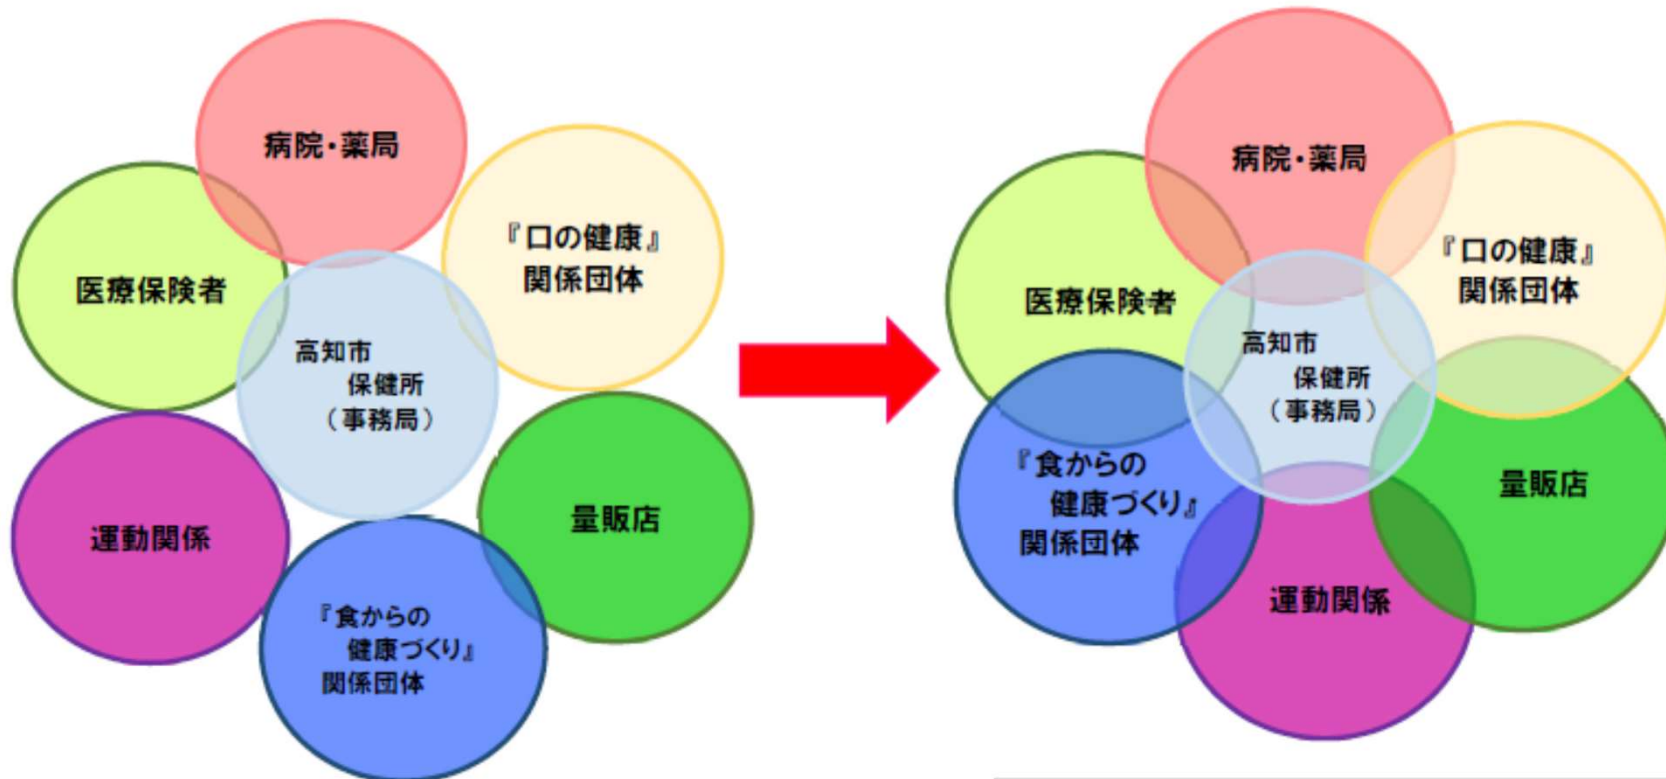 病院・薬局
『口の健康』
関係団体
医療保険者
高知市
保健所
（事務局）
運動関係
量販店
『食からの
健康づくり』
関係団体
病院・薬局
『口の健康』
関係団体
医療保険者
高知市
保健所
（事務局）
『食からの
健康づくり』
関係団体
量販店
運動関係